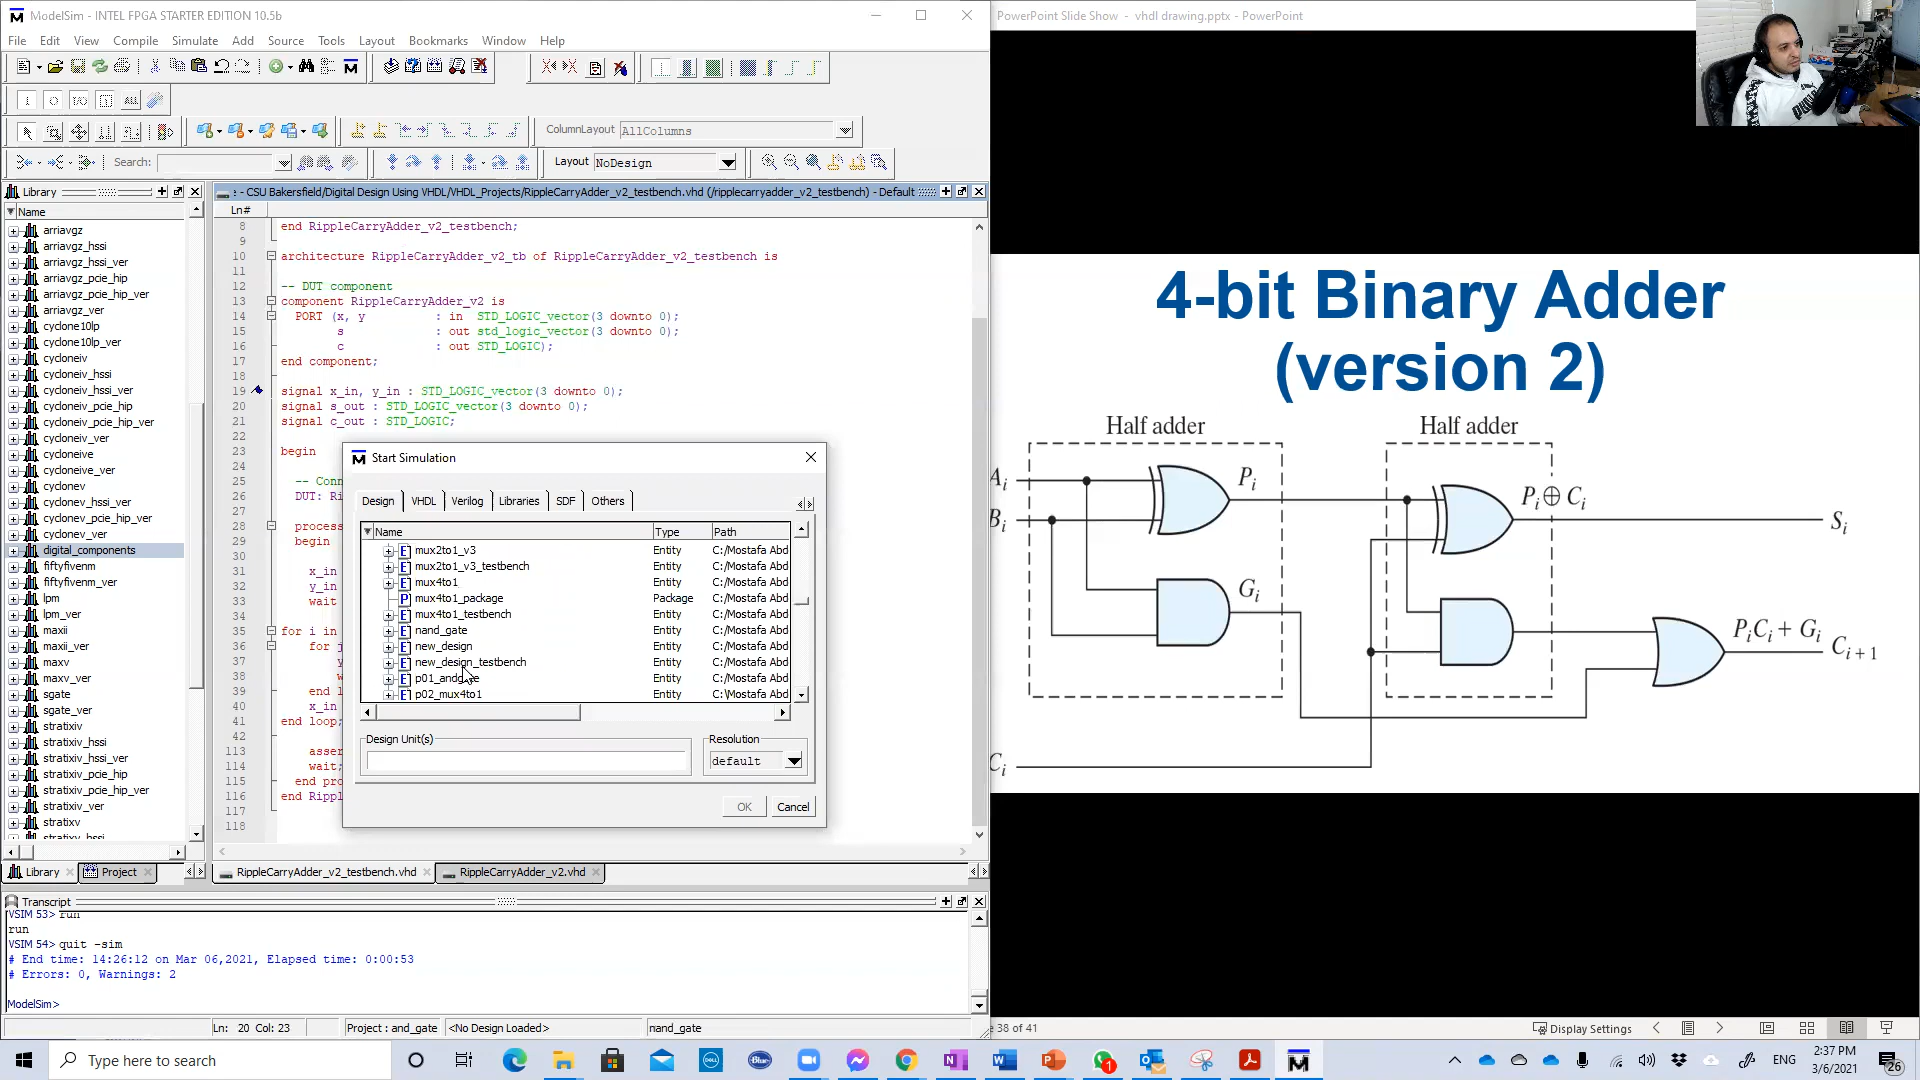 ModelSim - INTEL FPGA STARTER EDITION 10.5b
File Edit View Compile Simulate Add Source Tools Layout Bookmarks Window Help
ColumnLayout AllColumns
Search:
Layout NoDesign
Library
Name
arriavgz
arriavgz_hssi
arriavgz_hssi_ver
arriavgz_pcie_hip
arriavgz_pcie_hip_ver
arriavgz_ver
cyclone10lp
cyclone10lp_ver
cycloneiv
cycloneiv_hssi
cycloneiv_hssi_ver
cycloneiv_pcie_hip
cycloneiv_pcie_hip_ver
cycloneiv_ver
cycloneive
cycloneive_ver
cyclonev
cyclonev_hssi_ver
cyclonev_pcie_hip_ver
cyclonev_ver
digital_components
fiftyfivenm
fiftyfivenm_ver
lpm
lpm_ver
maxii
maxii_ver
maxv
maxv_ver
sgate
sgate_ver
stratixiv
stratixiv_hssi
stratixiv_hssi_ver
stratixiv_pcie_hip
stratixiv_pcie_hip_ver
stratixiv_ver
stratixv
stratixv_hssi
Library Project
- CSU Bakersfield/Digital Design Using VHDL/VHDL_Projects/RippleCarryAdder_v2_testbench.vhd (/ripplecarryadder_v2_testbench) - Default
Ln#
8 end RippleCarryAdder_v2_testbench;
9
10 architecture RippleCarryAdder_v2_tb of RippleCarryAdder_v2_testbench is
11
12 -- DUT component
13 component RippleCarryAdder_v2 is
14 PORT (x, y : in STD_LOGIC_vector(3 downto 0);
15 s : out std_logic_vector(3 downto 0);
16 c : out STD_LOGIC);
17 end component;
18
19 signal x_in, y_in : STD_LOGIC_vector(3 downto 0);
20 signal s_out : STD_LOGIC_vector(3 downto 0);
21 signal c_out : STD_LOGIC;
22
23 begin
24
25 -- Conn
26 DUT: Ri
27
28 process
29 begin
30
31 x_in
32 y_in
33 wait
34
35 for i in
36 for j
37 y
38 w
39 end l
40 x_in
41 end loop;
42
113 asser
114 wait;
115 end pro
116 end Rippl
117
118
Start Simulation
Design VHDL Verilog Libraries SDF Others
Name Type Path
mux2to1_v3 Entity C:/Mostafa Abd
mux2to1_v3_testbench Entity C:/Mostafa Abd
mux4to1 Entity C:/Mostafa Abd
mux4to1_package Package C:/Mostafa Abd
mux4to1_testbench Entity C:/Mostafa Abd
nand_gate Entity C:/Mostafa Abd
new_design Entity C:/Mostafa Abd
new_design_testbench Entity C:/Mostafa Abd
Entity C:/Mostafa Abd
p02_mux4to1 Entity C:\Mostafa Abd
Design Unit(s)
Resolution
default
OK Cancel
RippleCarryAdder_v2_testbench.vhd RippleCarryAdder_v2.vhd
Transcript
VSIM 53> run
run
VSIM 54> quit -sim
# End time: 14:26:12 on Mar 06,2021, Elapsed time: 0:00:53
# Errors: 0, Warnings: 2
ModelSim>
Ln: 20 Col: 23 Project : and_gate <No Design Loaded> nand_gate
PowerPoint Slide Show - vhdl drawing.pptx - PowerPoint
4-bit Binary Adder
(version 2)
Half adder Half adder
Ai
Bi
Pi
Pi ⊕ Ci
Si
Gi
PiCi + Gi
Ci + 1
Ci
38 of 41
Display Settings
Type here to search
ENG
2:37 PM
3/6/2021
26